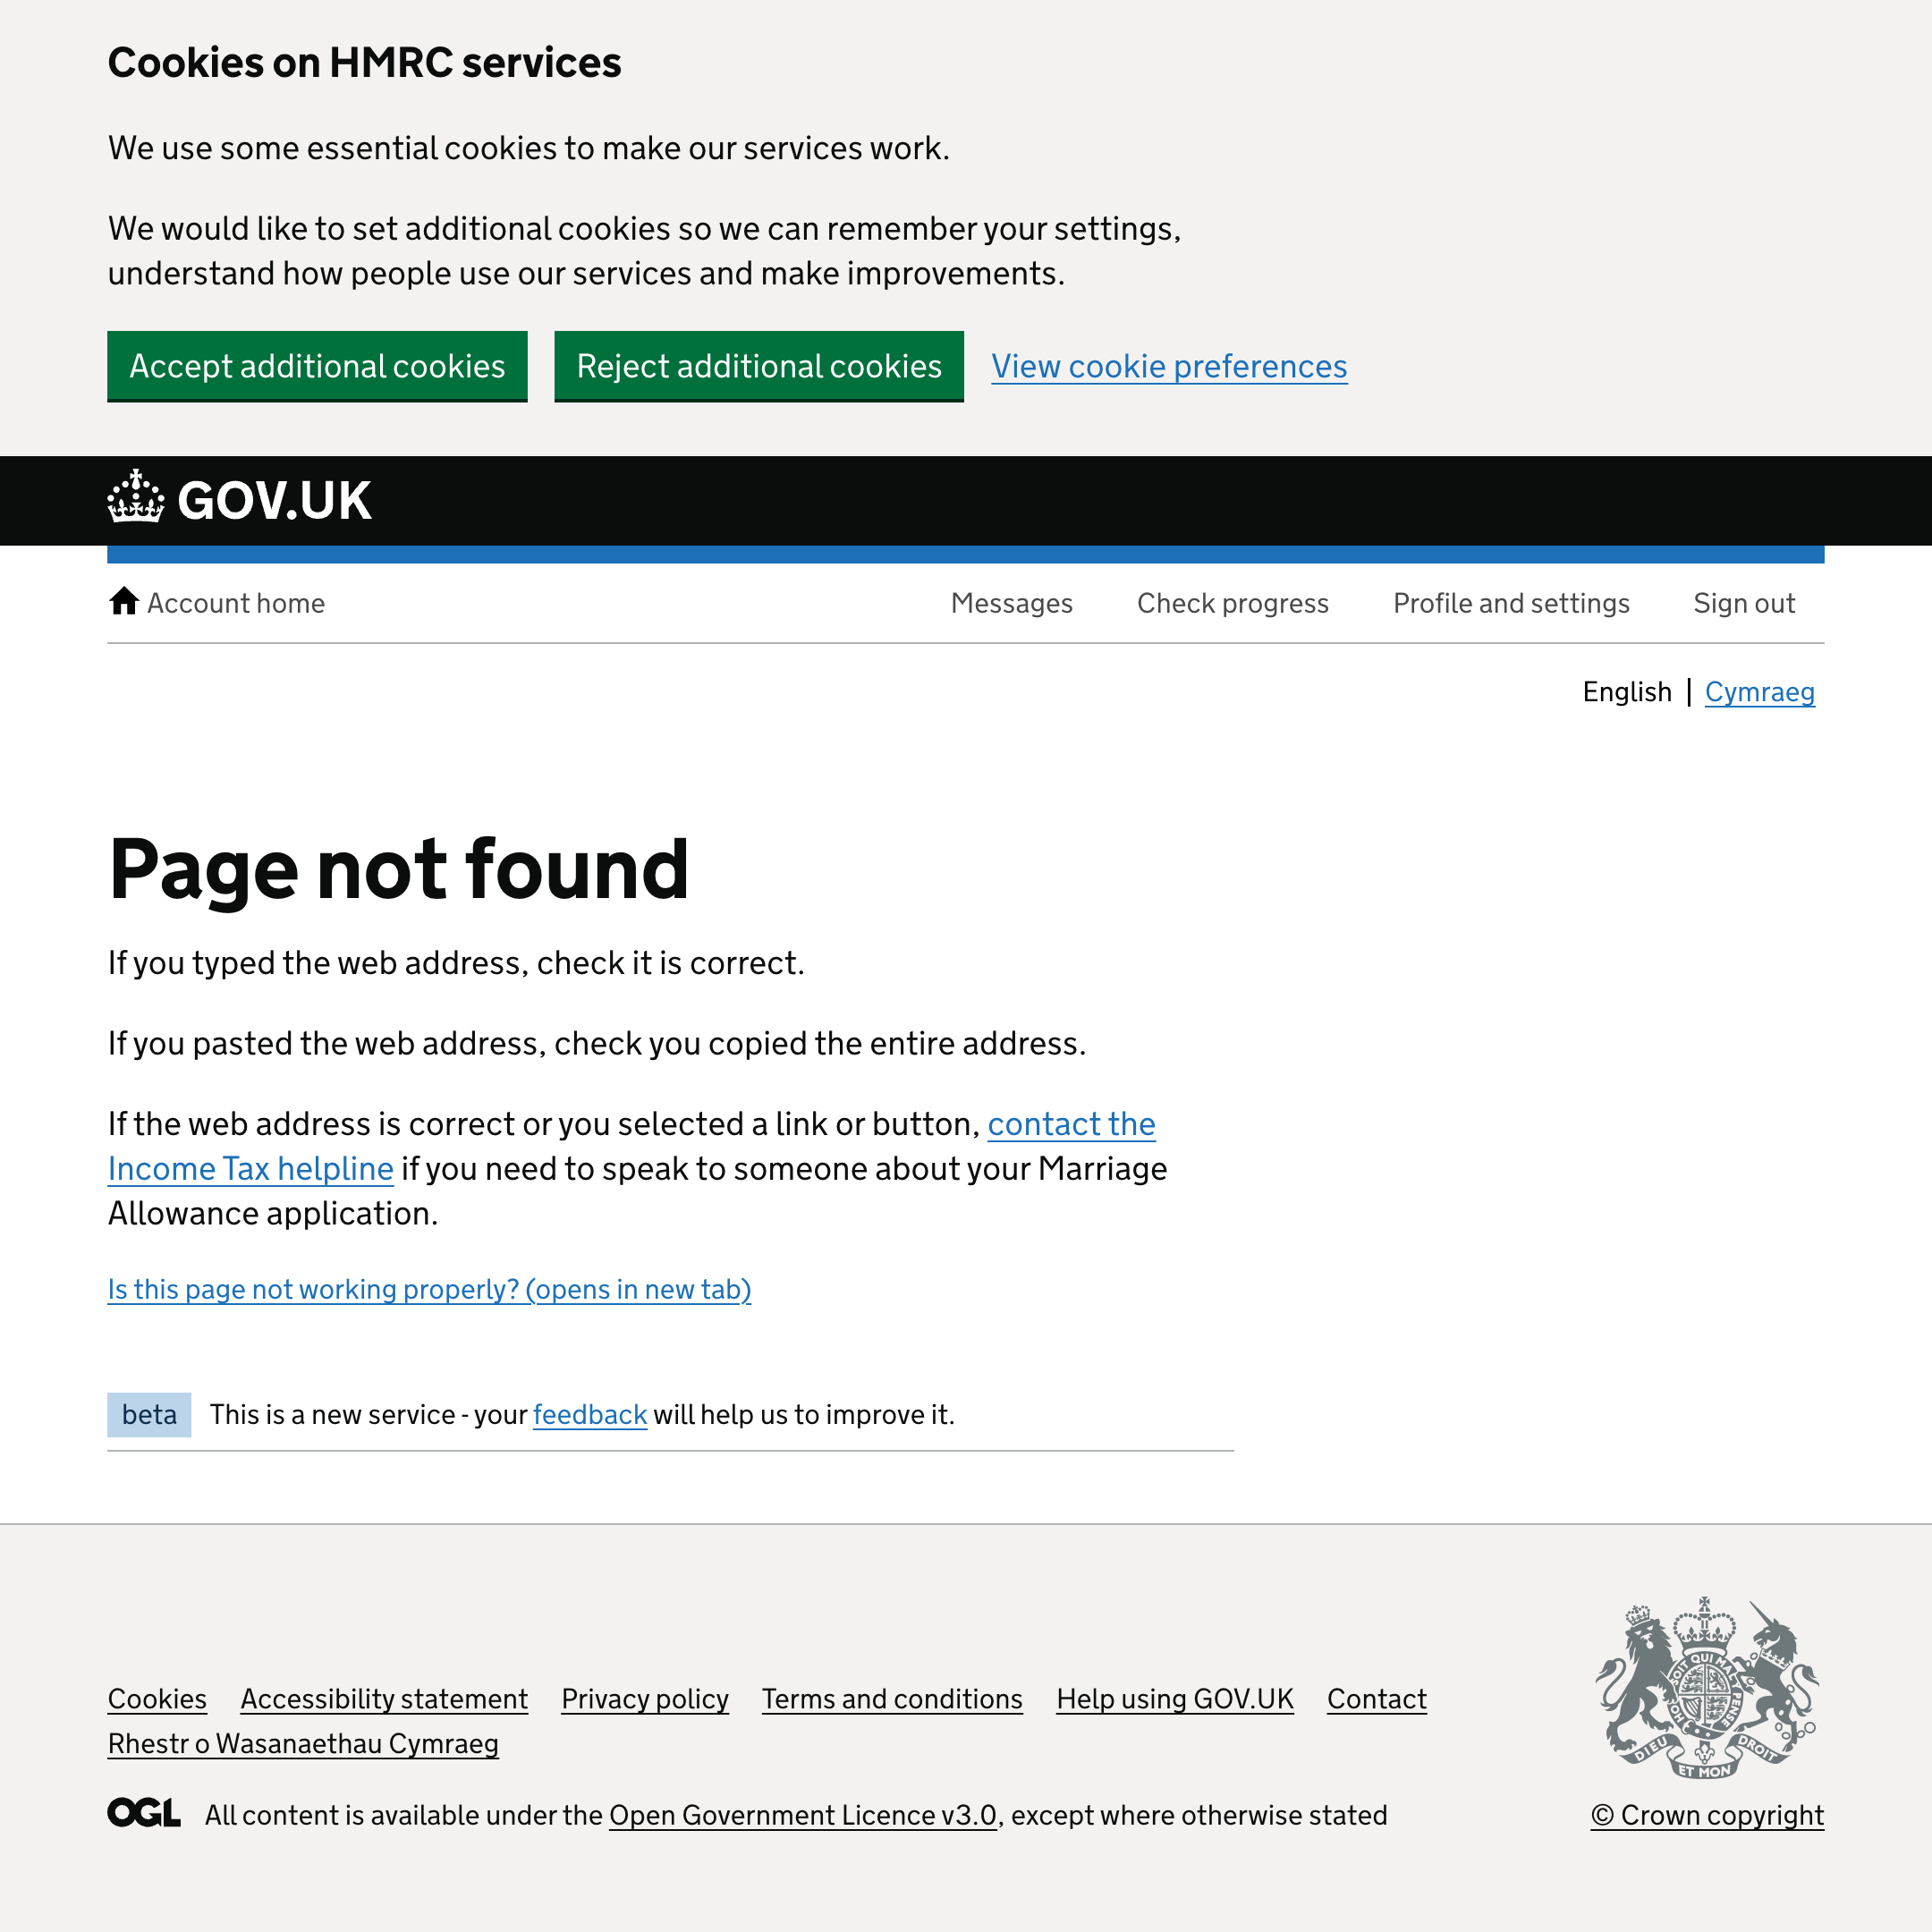 Cookies on HMRC services
We use some essential cookies to make our services work.
We would like to set additional cookies so we can remember your settings,
understand how people use our services and make improvements.
Accept additional cookies
Reject additional cookies
View cookie preferences
GOV.UK
Account home
Messages
Check progress
Profile and settings
Sign out
English | Cymraeg
Page not found
If you typed the web address, check it is correct.
If you pasted the web address, check you copied the entire address.
If the web address is correct or you selected a link or button, contact the
Income Tax helpline if you need to speak to someone about your Marriage
Allowance application.
Is this page not working properly? (opens in new tab)
beta
This is a new service - your feedback will help us to improve it.
Cookies
Accessibility statement
Privacy policy
Terms and conditions
Help using GOV.UK
Contact
Rhestr o Wasanaethau Cymraeg
DIEU ET MON DROIT
OGL
All content is available under the Open Government Licence v3.0, except where otherwise stated
© Crown copyright